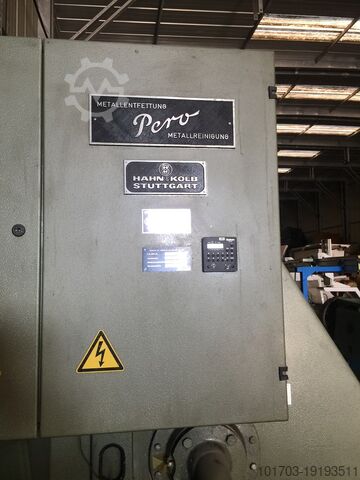 METALLENTFETTUNG
Pero
METALLREINIGUNG
HAHN & KOLB
STUTTGART
101703-19193511